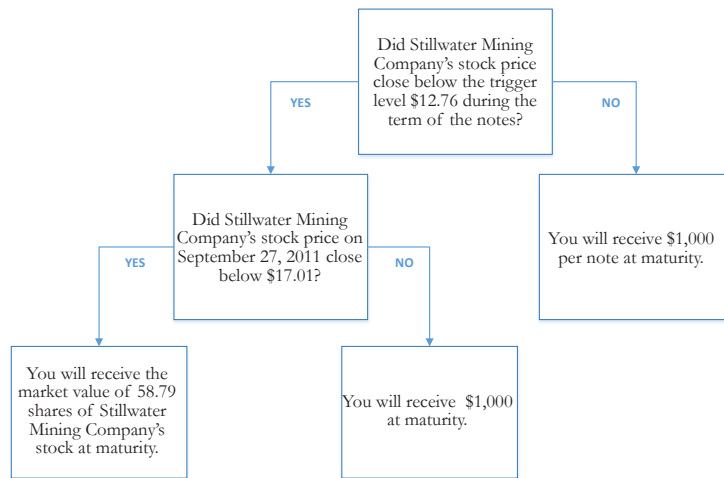 Did Stillwater Mining
Company's stock price
close below the trigger
level $12.76 during the
term of the notes?
YES
NO
Did Stillwater Mining
Company's stock price on
September 27, 2011 close
below $17.01?
You will receive $1,000
per note at maturity.
YES
NO
You will receive the
market value of 58.79
shares of Stillwater
Mining Company's
stock at maturity.
You will receive  $1,000
at maturity.